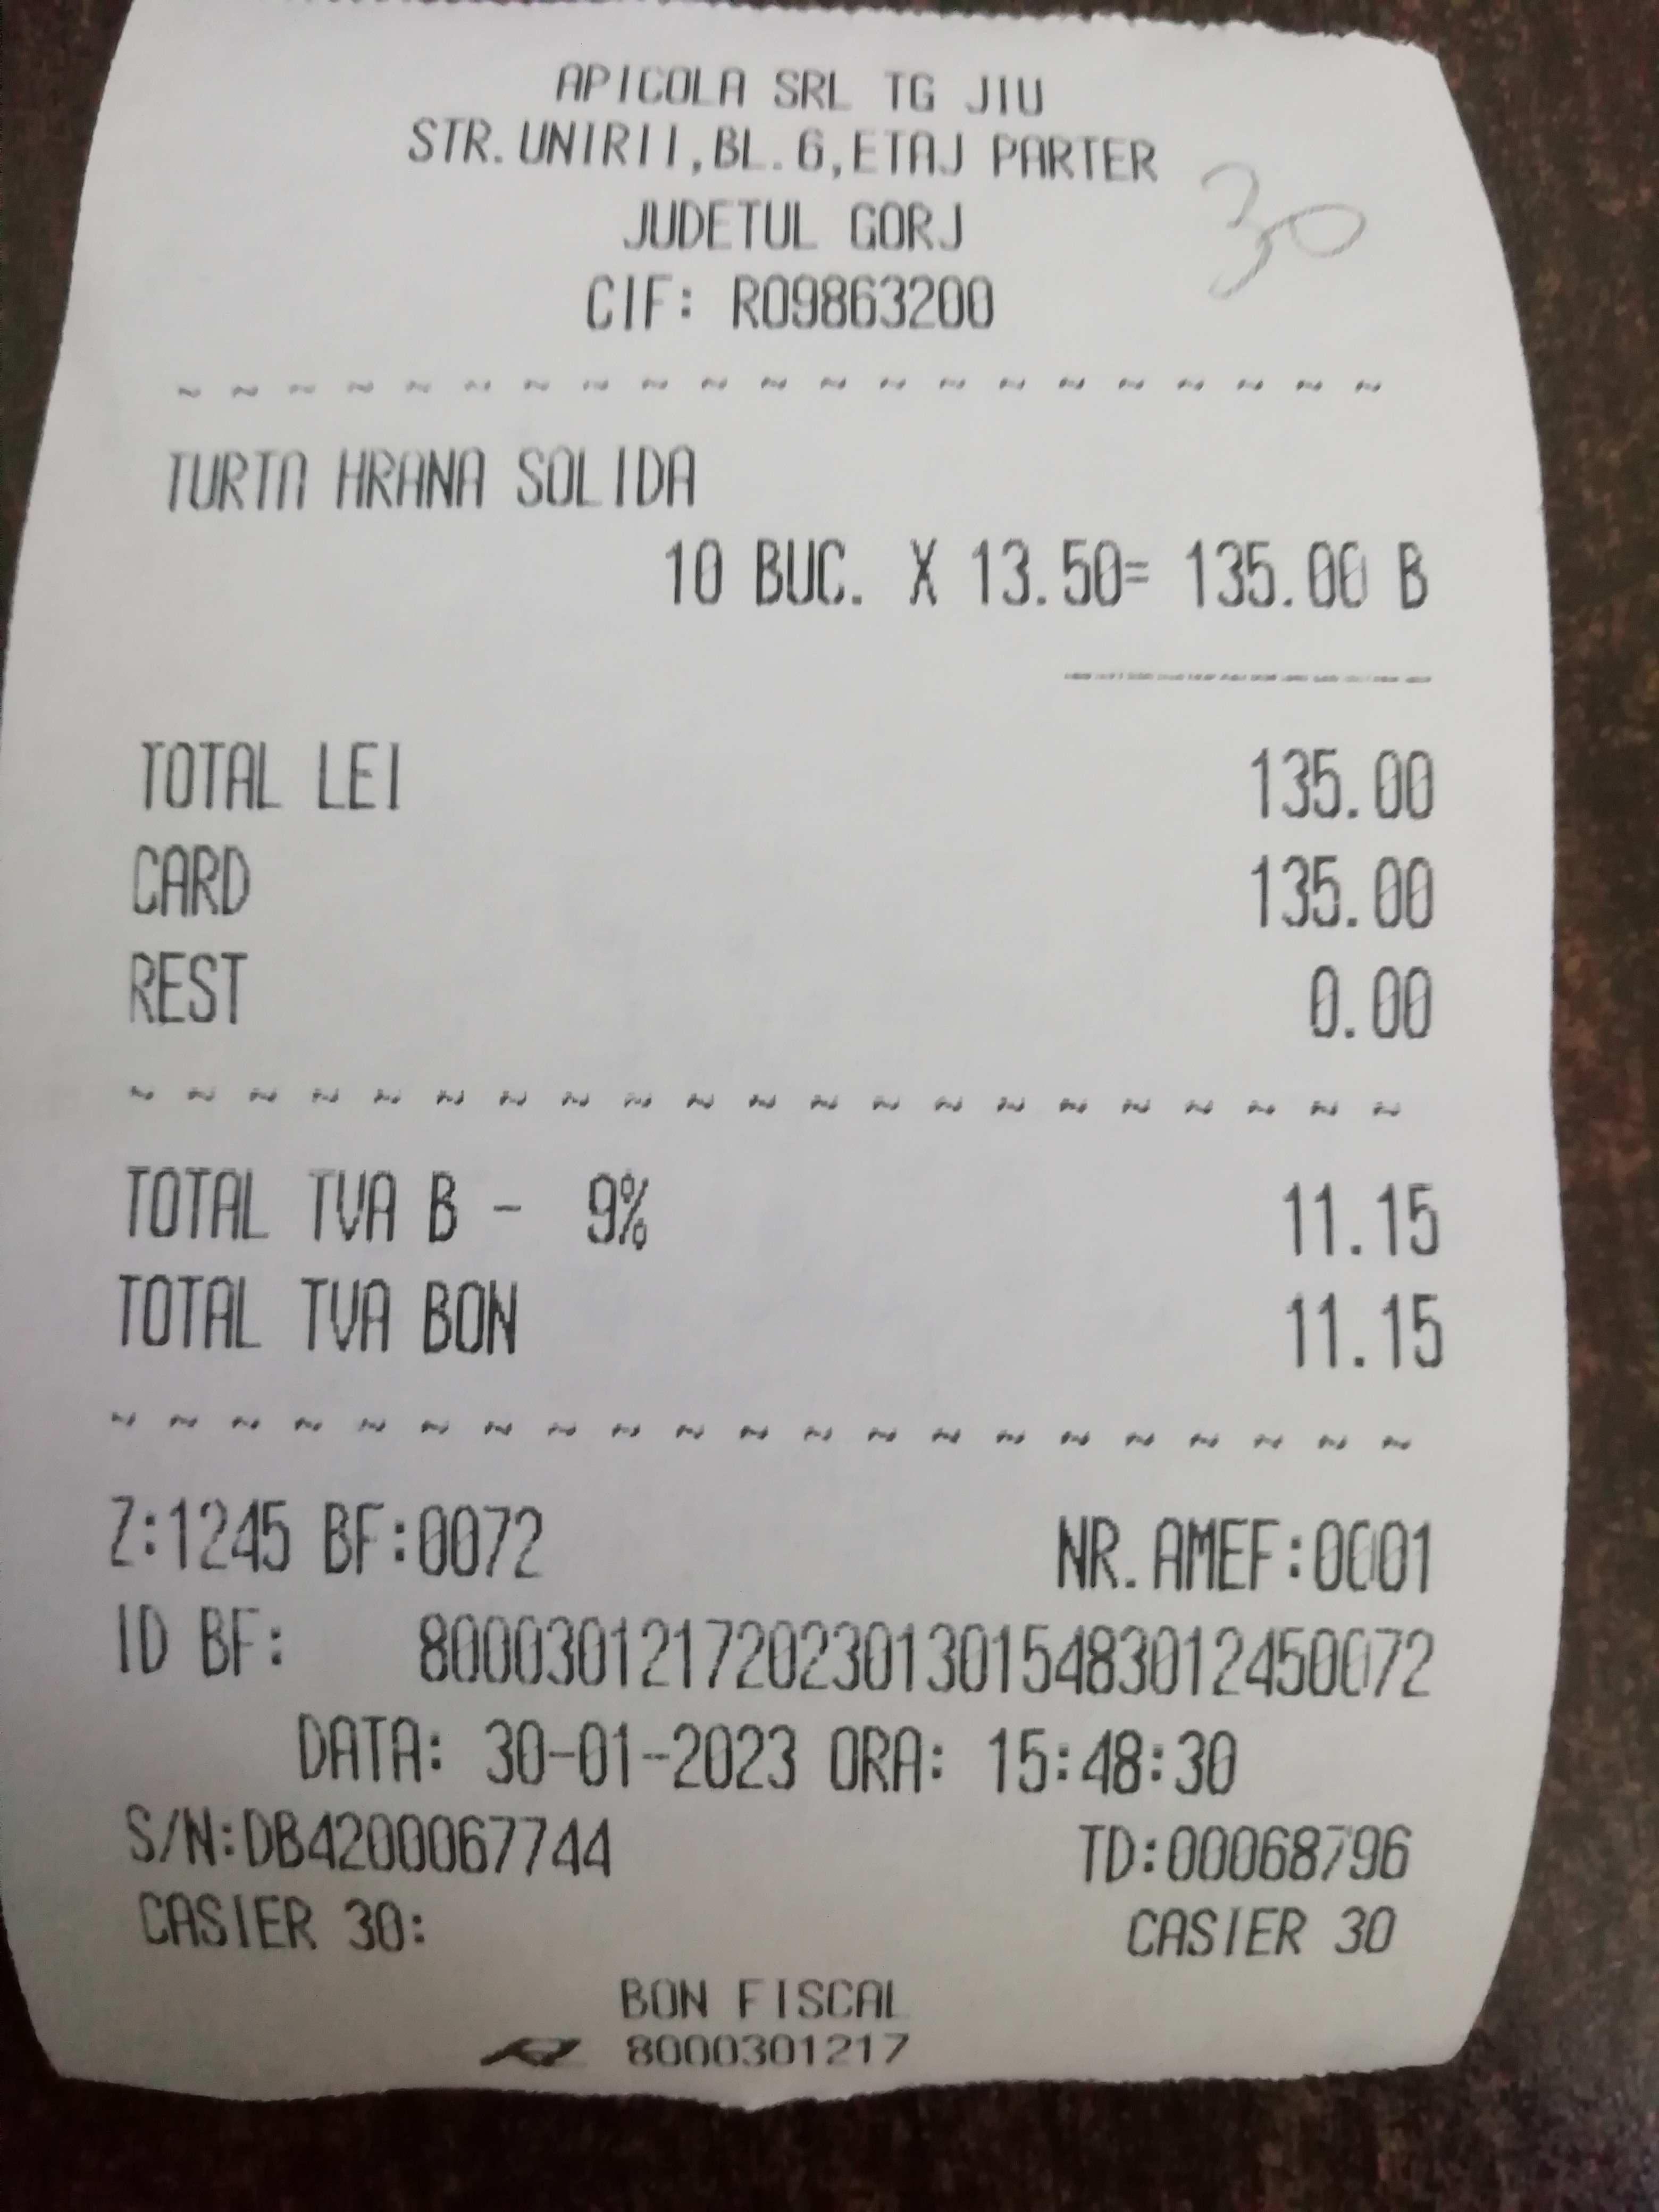 APICOLA SRL TG JIU
STR.UNIRII,BL.6,ETAJ PARTER
30
JUDETUL GORJ
CIF: RO9863200
~ ~ ~ ~ ~ ~ ~ ~ ~ ~ ~ ~ ~ ~ ~ ~ ~ ~ ~ ~ ~
TURTA HRANA SOLIDA
10 BUC. X 13.50= 135.00 B
TOTAL LEI 135.00
CARD 135.00
REST 0.00
~ ~ ~ ~ ~ ~ ~ ~ ~ ~ ~ ~ ~ ~ ~ ~ ~ ~ ~ ~ ~
TOTAL TVA B - 9% 11.15
TOTAL TVA BON 11.15
~ ~ ~ ~ ~ ~ ~ ~ ~ ~ ~ ~ ~ ~ ~ ~ ~ ~ ~ ~ ~
Z:1245 BF:0072 NR.AMEF:0001
ID BF: 80003012172023013015483012450072
DATA: 30-01-2023 ORA: 15:48:30
S/N:DB4200067744 TD:00068796
CASIER 30: CASIER 30
BON FISCAL
8000301217